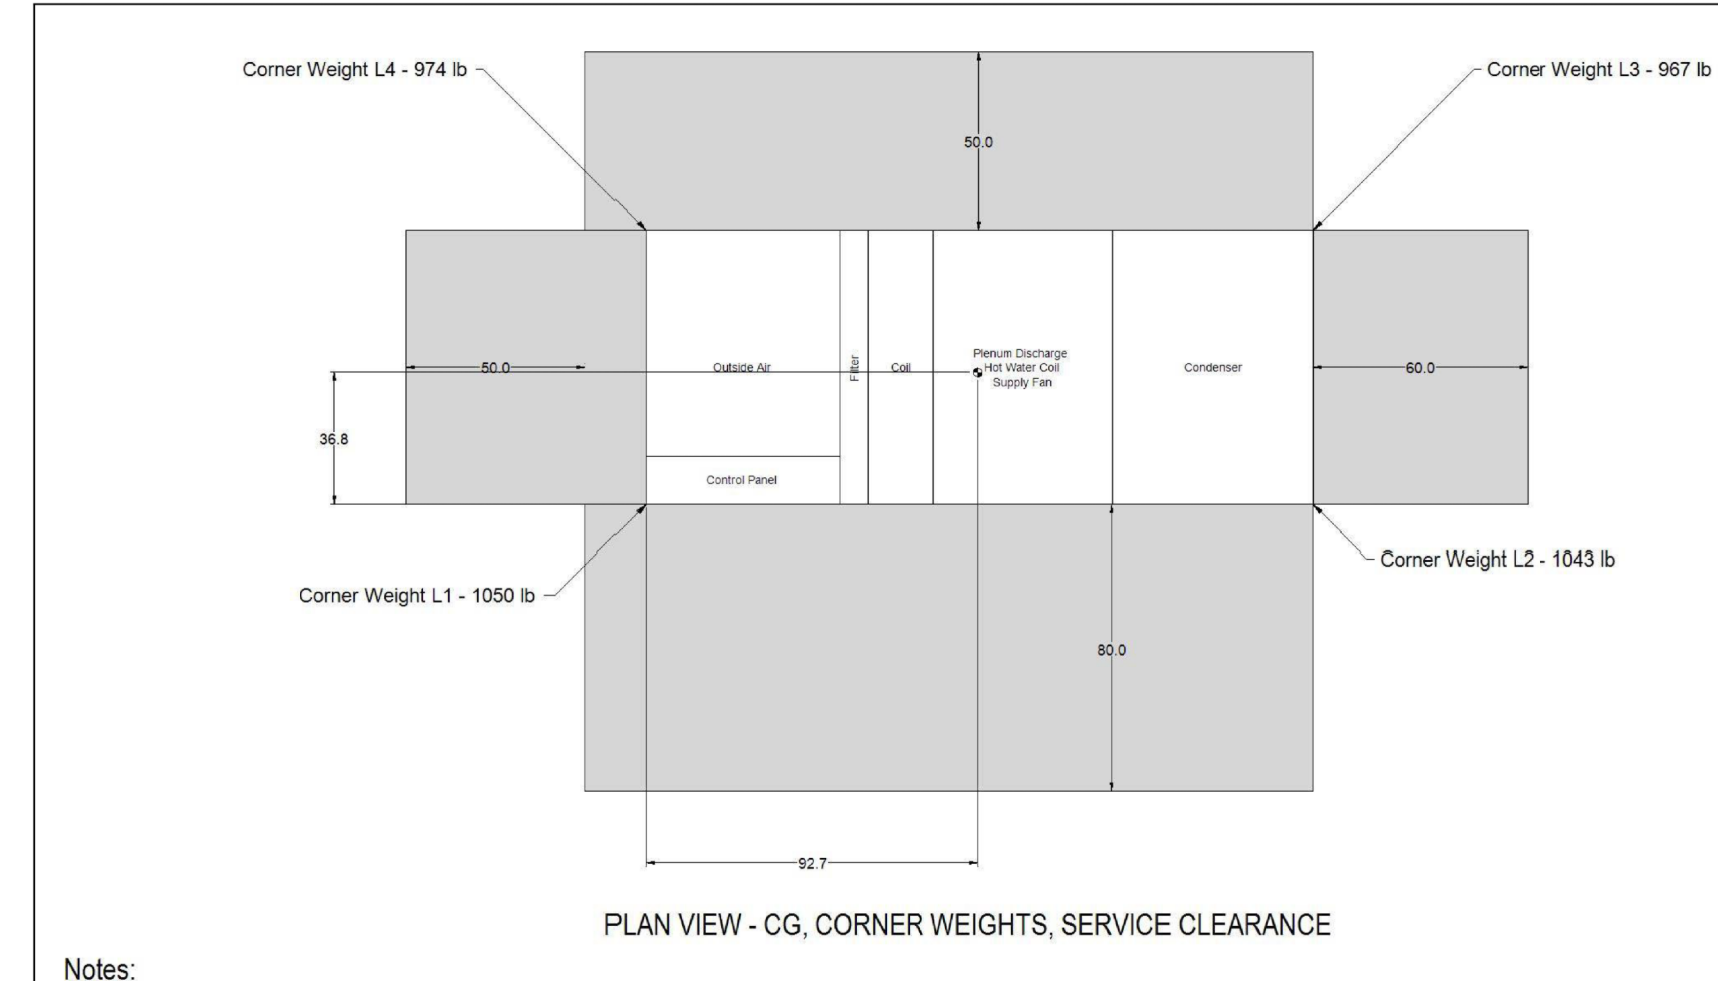 Corner Weight L4 - 974 lb
Corner Weight L3 - 967 lb
50.0
50.0
Outside Air
Filter
Coil
Plenum Discharge
Hot Water Coil
Supply Fan
Condenser
60.0
36.8
Control Panel
Corner Weight L2 - 1043 lb
Corner Weight L1 - 1050 lb
80.0
92.7
PLAN VIEW - CG, CORNER WEIGHTS, SERVICE CLEARANCE
Notes: